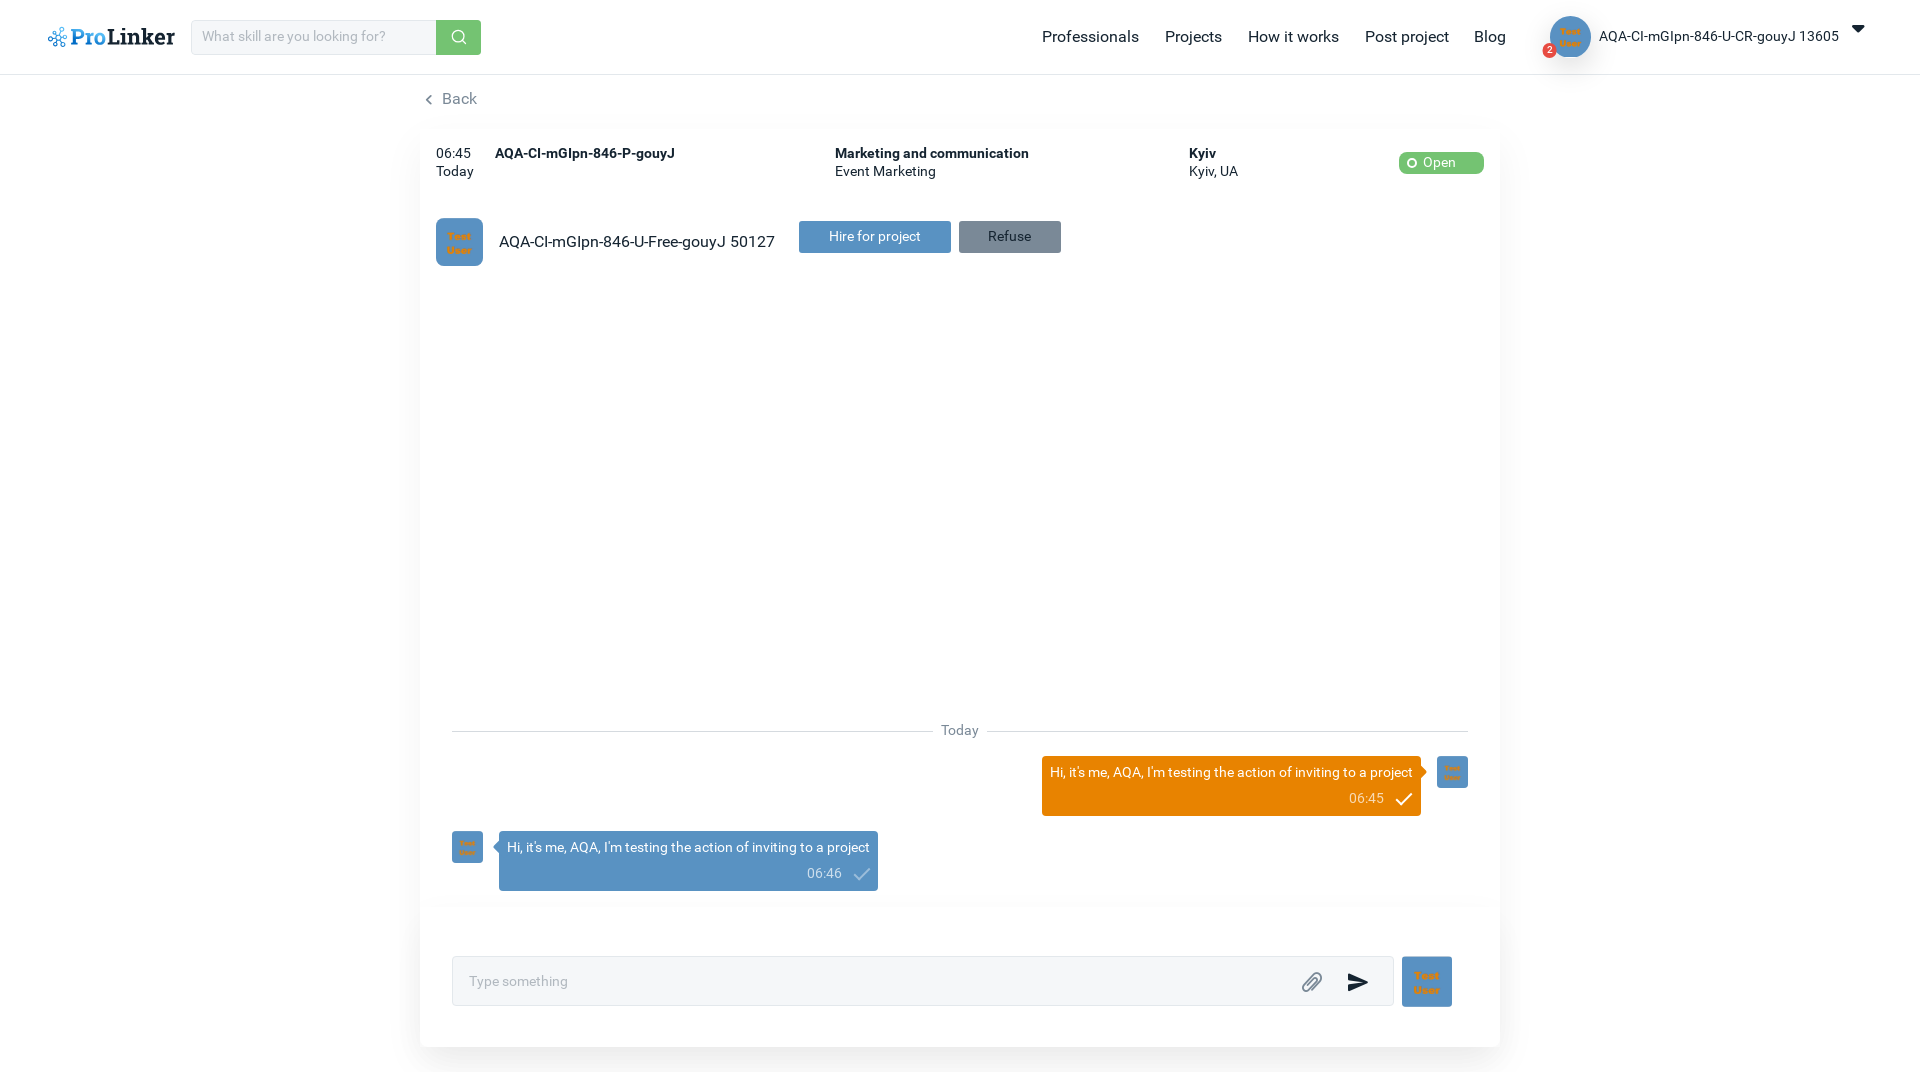 ProLinker
What skill are you looking for?
Professionals
Projects
How it works
Post project
Blog
Test
User
2
AQA-CI-mGIpn-846-U-CR-gouyJ 13605
Back
06:45
Today
AQA-CI-mGIpn-846-P-gouyJ
Marketing and communication
Event Marketing
Kyiv
Kyiv, UA
Open
Test
User
AQA-CI-mGIpn-846-U-Free-gouyJ 50127
Hire for project
Refuse
Today
Hi, it's me, AQA, I'm testing the action of inviting to a project
06:45
Test
User
Test
User
Hi, it's me, AQA, I'm testing the action of inviting to a project
06:46
Type something
Test
User